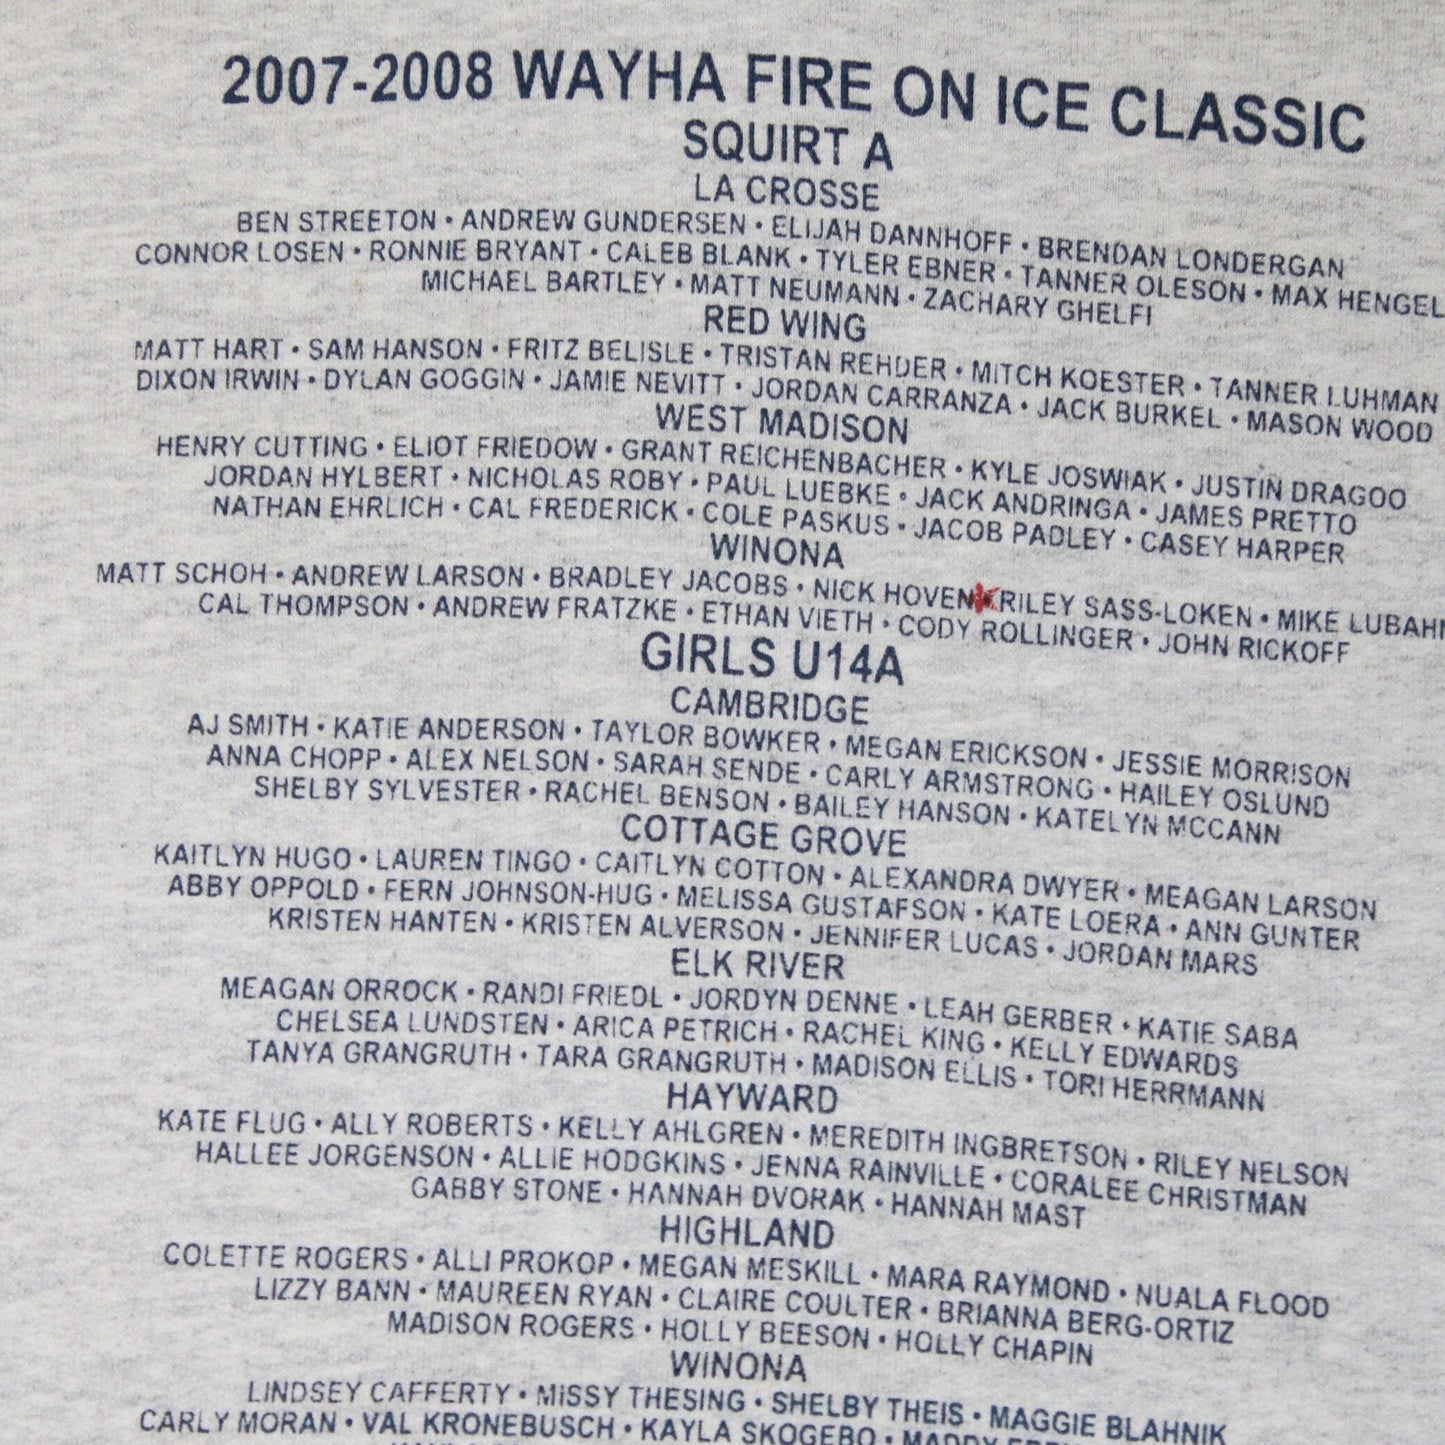 2007-2008 WAYHA FIRE ON ICE CLASSIC
SQUIRT A
LA CROSSE
BEN STREETON • ANDREW GUNDERSEN • ELIJAH DANNHOFF • BRENDAN LONDERGAN
CONNOR LOSEN • RONNIE BRYANT • CALEB BLANK • TYLER EBNER • TANNER OLESON • MAX HENGEL
MICHAEL BARTLEY • MATT NEUMANN • ZACHARY GHELFI
RED WING
MATT HART • SAM HANSON • FRITZ BELISLE • TRISTAN REHDER • MITCH KOESTER • TANNER LUHMAN
DIXON IRWIN • DYLAN GOGGIN • JAMIE NEVITT • JORDAN CARRANZA • JACK BURKEL • MASON WOOD
WEST MADISON
HENRY CUTTING • ELIOT FRIEDOW • GRANT REICHENBACHER • KYLE JOSWIAK • JUSTIN DRAGOO
JORDAN HYLBERT • NICHOLAS ROBY • PAUL LUEBKE • JACK ANDRINGA • JAMES PRETTO
NATHAN EHRLICH • CAL FREDERICK • COLE PASKUS • JACOB PADLEY • CASEY HARPER
WINONA
MATT SCHOH • ANDREW LARSON • BRADLEY JACOBS • NICK HOVEN K RILEY SASS-LOKEN • MIKE LUBAHN
CAL THOMPSON • ANDREW FRATZKE • ETHAN VIETH • CODY ROLLINGER • JOHN RICKOFF
GIRLS U14A
CAMBRIDGE
AJ SMITH • KATIE ANDERSON • TAYLOR BOWKER • MEGAN ERICKSON • JESSIE MORRISON
ANNA CHOPP • ALEX NELSON • SARAH SENDE • CARLY ARMSTRONG • HAILEY OSLUND
SHELBY SYLVESTER • RACHEL BENSON • BAILEY HANSON • KATELYN MCCANN
COTTAGE GROVE
KAITLYN HUGO • LAUREN TINGO • CAITLYN COTTON • ALEXANDRA DWYER • MEAGAN LARSON
ABBY OPPOLD • FERN JOHNSON-HUG • MELISSA GUSTAFSON • KATE LOERA • ANN GUNTER
KRISTEN HANTEN • KRISTEN ALVERSON • JENNIFER LUCAS • JORDAN MARS
ELK RIVER
MEAGAN ORROCK • RANDI FRIEDL • JORDYN DENNE • LEAH GERBER • KATIE SABA
CHELSEA LUNDSTEN • ARICA PETRICH • RACHEL KING • KELLY EDWARDS
TANYA GRANGRUTH • TARA GRANGRUTH • MADISON ELLIS • TORI HERRMANN
HAYWARD
KATE FLUG • ALLY ROBERTS • KELLY AHLGREN • MEREDITH INGBRETSON • RILEY NELSON
HALLEE JORGENSON • ALLIE HODGKINS • JENNA RAINVILLE • CORALEE CHRISTMAN
GABBY STONE • HANNAH DVORAK • HANNAH MAST
HIGHLAND
COLETTE ROGERS • ALLI PROKOP • MEGAN MESKILL • MARA RAYMOND • NUALA FLOOD
LIZZY BANN • MAUREEN RYAN • CLAIRE COULTER • BRIANNA BERG-ORTIZ
MADISON ROGERS • HOLLY BEESON • HOLLY CHAPIN
WINONA
LINDSEY CAFFERTY • MISSY THESING • SHELBY THEIS • MAGGIE BLAHNIK
CARLY MORAN • VAL KRONEBUSCH • KAYLA SKOGEBO • MADDY